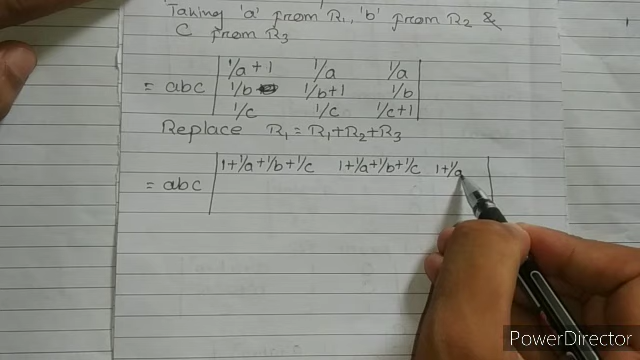 Taking 'a' from R₁, 'b' from R₂ &
C from R₃
= abc | 1/a + 1   1/a   1/a |
| 1/b   1/b+1   1/b |
| 1/c   1/c   1/c+1 |
Replace R₁ = R₁+R₂+R₃
= abc | 1+1/a+1/b+1/c   1+1/a+1/b+1/c   1+1/a |
PowerDirector